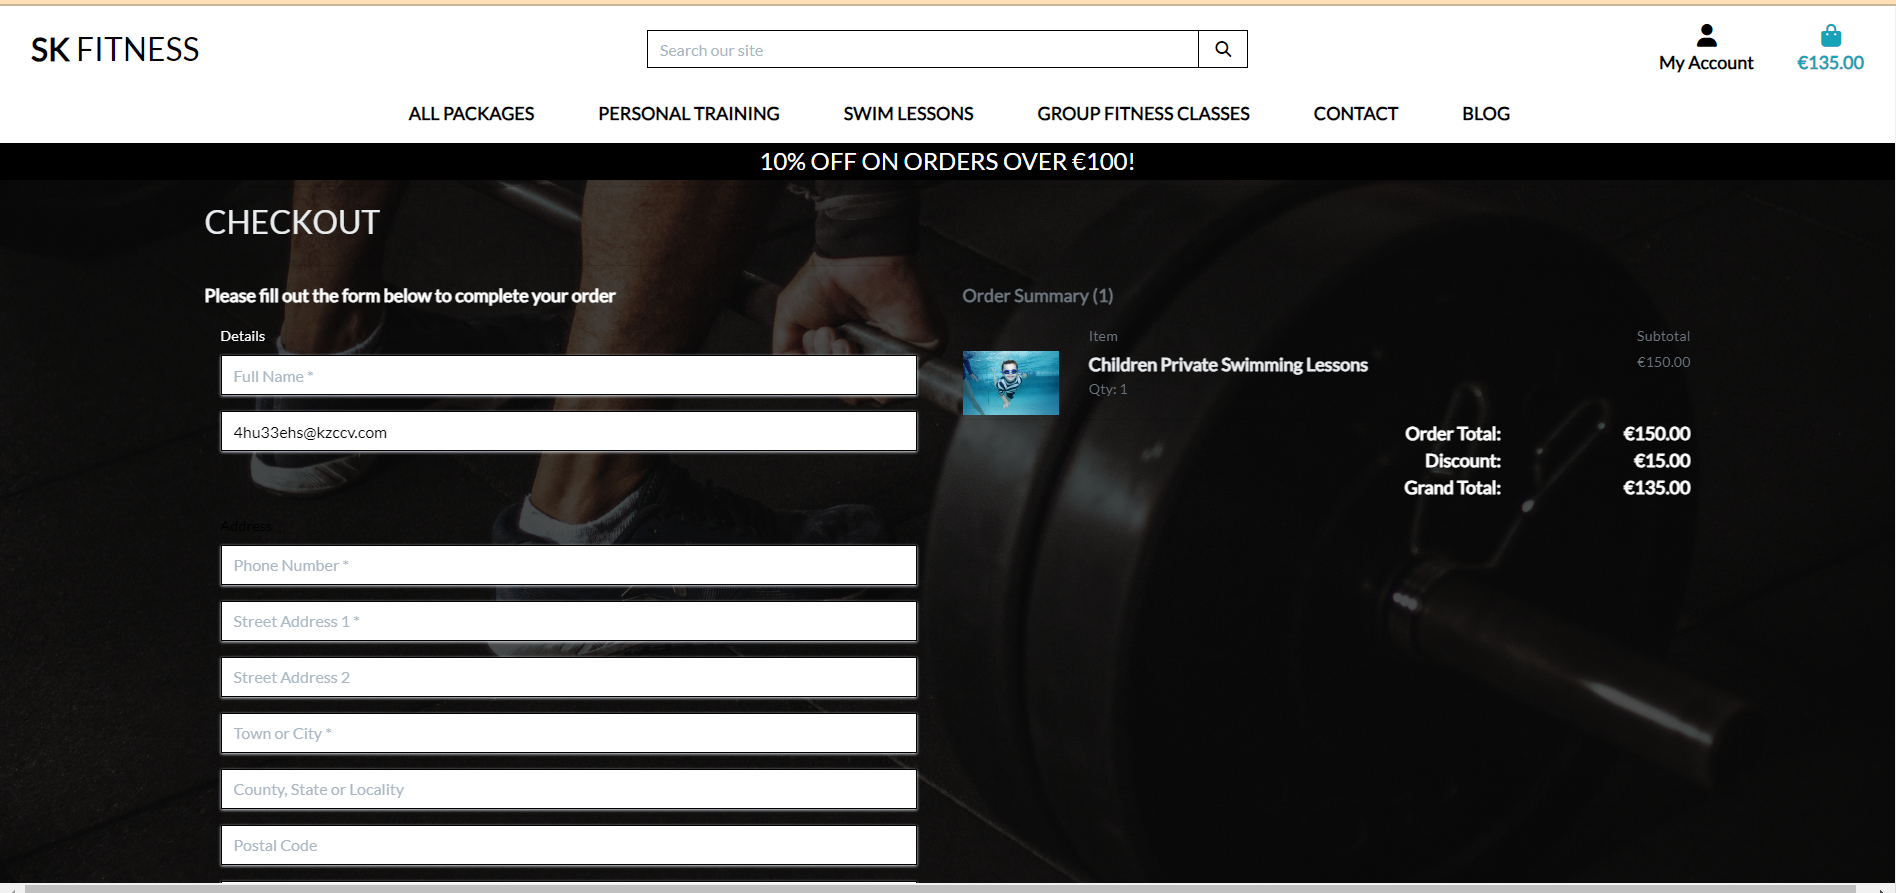 SK FITNESS
Search our site
My Account
€135.00
ALL PACKAGES PERSONAL TRAINING SWIM LESSONS GROUP FITNESS CLASSES CONTACT BLOG
10% OFF ON ORDERS OVER €100!
CHECKOUT
Please fill out the form below to complete your order
Details
Full Name *
4hu33ehs@kzccv.com
Address
Phone Number *
Street Address 1 *
Street Address 2
Town or City *
County, State or Locality
Postal Code
Order Summary (1)
Item Subtotal
Children Private Swimming Lessons €150.00
Qty: 1
Order Total: €150.00
Discount: €15.00
Grand Total: €135.00